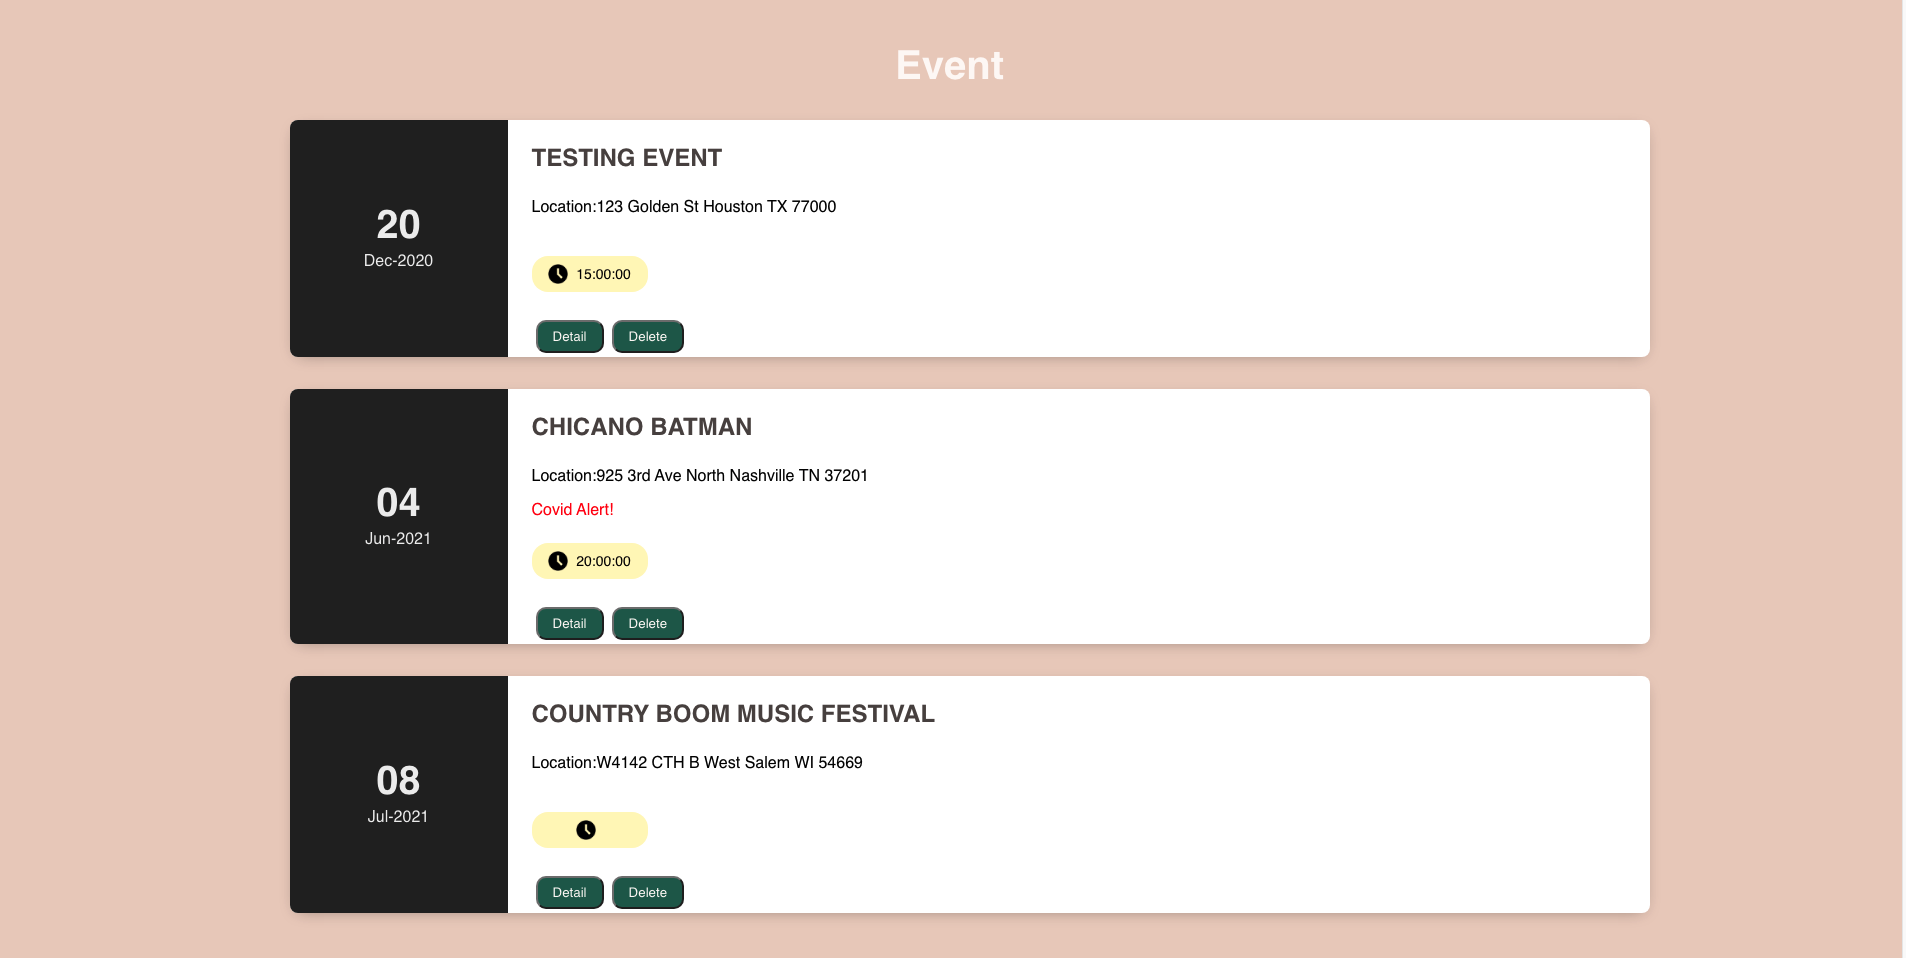 Event
20
Dec-2020
TESTING EVENT
Location:123 Golden St Houston TX 77000
15:00:00
Detail Delete
04
Jun-2021
CHICANO BATMAN
Location:925 3rd Ave North Nashville TN 37201
Covid Alert!
20:00:00
Detail Delete
08
Jul-2021
COUNTRY BOOM MUSIC FESTIVAL
Location:W4142 CTH B West Salem WI 54669
Detail Delete